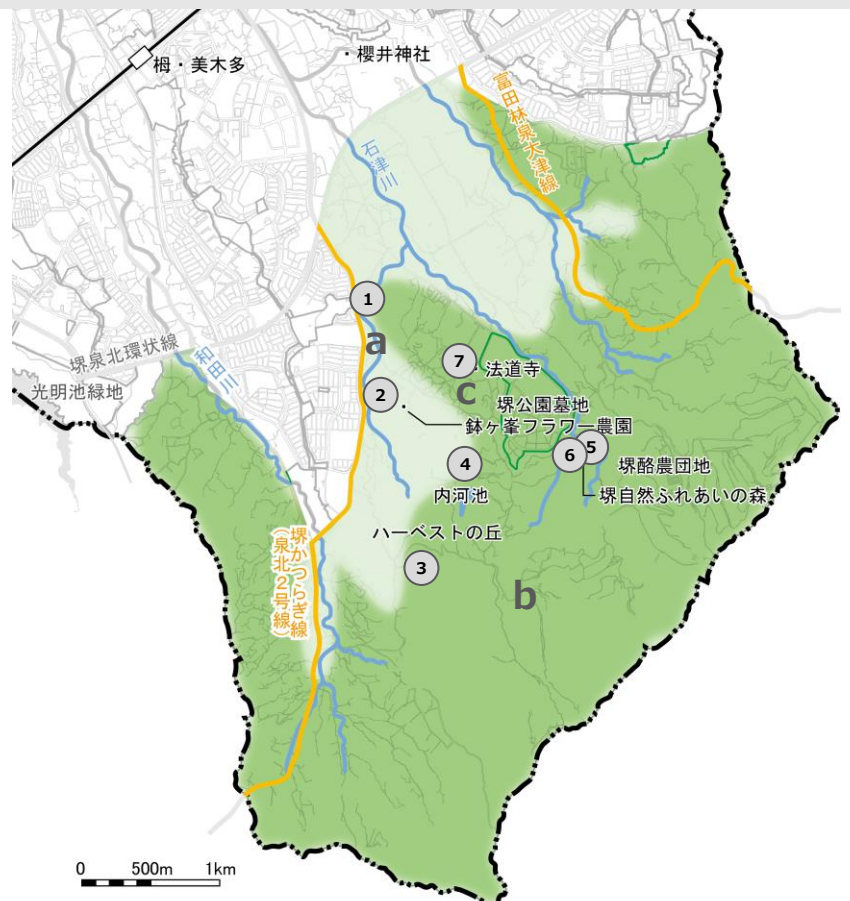 ・櫻井神社
栂・美木多
富田林泉大津線
石津川
1
a
堺泉北環状線
和田川
光明池緑地
7
法道寺
c
2
堺公園墓地
鉢ヶ峯フラワー農園
5
6
4
堺酪農団地
内河池
堺自然ふれあいの森
ハーベストの丘
3
b
堺かつらぎ線
(泉北2号線)
0 500m 1km